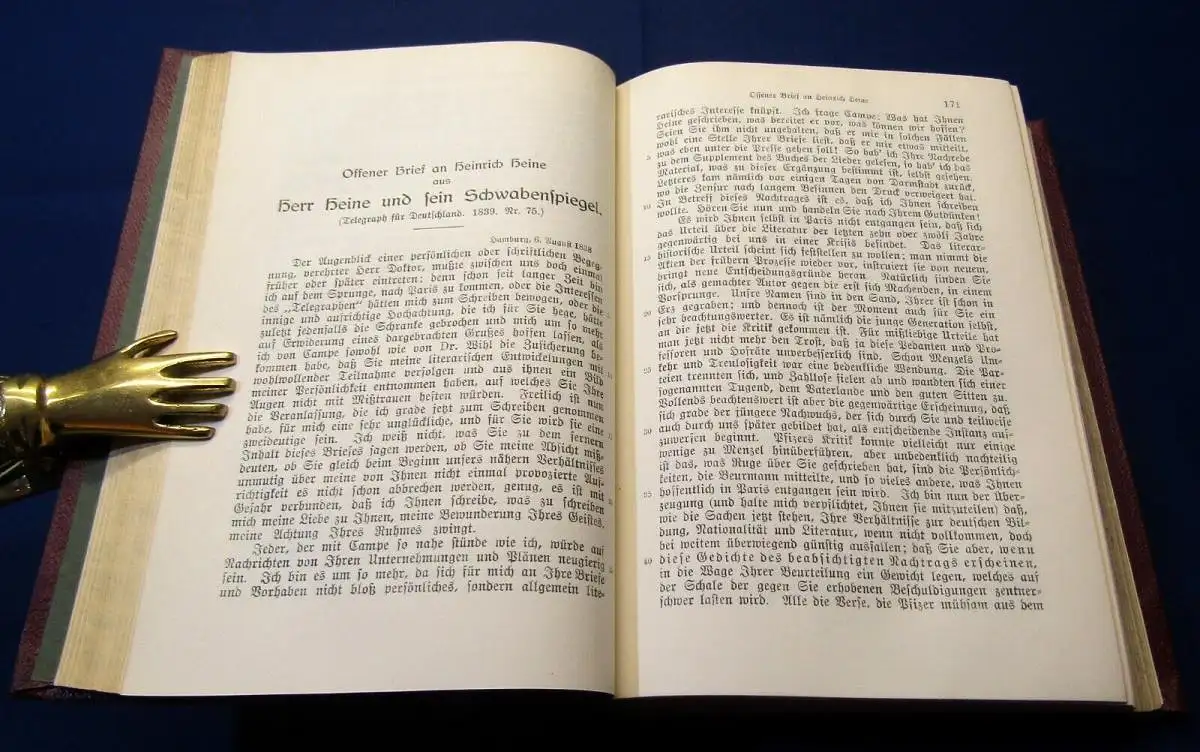 Offener Brief an Heinrich Heine
aus
Herr Heine und sein Schwabenspiegel.
(Telegraph für Deutschland. 1839. Nr. 75.)
Hamburg, 6. August 1838
Der Augenblick einer persönlichen oder schriftlichen Begeg-
nung, verehrter Herr Doktor, mußte zwischen uns doch einmal
früher oder später eintreten; denn schon seit langer Zeit bin
ich auf dem Sprunge, nach Paris zu kommen, oder die Interessen
des „Telegraphen“ hätten mich zum Schreiben bewogen, oder die
innige und aufrichtige Hochachtung, die ich für Sie hege, hätte
zuletzt jedenfalls die Schranke gebrochen und mich um so mehr
auf Erwiderung eines dargebrachten Grußes hoffen lassen, als
ich von Campe sowohl wie von Dr. Wihl die Zusicherung be-
kommen habe, daß Sie meine literarischen Entwickelungen mit
wohlwollender Teilnahme verfolgen und aus ihnen ein Bild
meiner Persönlichkeit entnommen haben, auf welches Sie Ihre
Augen nicht mit Mißtrauen heften würden. Freilich ist nun
die Veranlassung, die ich grade jetzt zum Schreiben genommen
habe, für mich eine sehr unglückliche, und für Sie wird sie eine
zweideutige sein. Ich weiß nicht, was Sie zu dem fernern
Inhalt dieses Briefes sagen werden, ob Sie meine Absicht miß-
deuten, ob Sie gleich beim Beginn unsers nähern Verhältnisses
unmutig über meine von Ihnen nicht einmal provozierte Auf-
richtigkeit es nicht schon abbrechen werden, genug, es ist mit
Gefahr verbunden, daß ich Ihnen schreibe, was zu schreiben
mich meine Liebe zu Ihnen, meine Bewunderung Ihres Geistes,
meine Achtung Ihres Ruhmes zwingt.
Jeder, der mit Campe so nahe stünde wie ich, würde auf
Nachrichten von Ihren Unternehmungen und Plänen neugierig
sein. Ich bin es um so mehr, da sich für mich an Ihre Briefe
und Vorhaben nicht bloß persönliches, sondern allgemein lite-
Offener Brief an Heinrich Heine 171
rarisches Interesse knüpft. Ich frage Campe: Was hat Ihnen
Heine geschrieben, was bereitet er vor, was können wir hoffen?
Seien Sie ihm nicht ungehalten, daß er mir in solchen Fällen
wohl eine Stelle Ihrer Briefe liest, daß er mir etwas mitteilt,
5 was eben unter die Presse gehen soll! So hab' ich Ihre Nachrede
zu dem Supplement des Buches der Lieder gelesen, so hab' ich das
Material, was zu dieser Ergänzung bestimmt ist, selbst gesehen.
Letzteres kam nämlich vor einigen Tagen von Darmstadt zurück,
wo die Zensur nach langem Besinnen den Druck verweigert hat.
10 In Betreff dieses Nachtrages ist es, daß ich Ihnen schreiben
wollte. Hören Sie nun und handeln Sie nach Ihrem Gutdünken!
Es wird Ihnen selbst in Paris nicht entgangen sein, daß sich
das Urteil über die Literatur der letzten zehn oder zwölf Jahre
gegenwärtig bei uns in einer Krisis befindet. Das literar-
15 historische Urteil scheint sich feststellen zu wollen; man nimmt die
Akten der frühern Prozesse wieder vor, instruiert sie von neuem,
bringt neue Entscheidungsgründe heran. Natürlich finden Sie
sich, als gemachter Autor gegen die erst sich Machenden, in einem
Vorsprunge. Unsre Namen sind in den Sand, Ihrer ist schon in
20 Erz gegraben; und dennoch ist der Moment auch für Sie ein
sehr beachtungswerter. Es ist nämlich die junge Generation selbst,
an die jetzt die Kritik gekommen ist. Für mißliebige Urteile hat
man jetzt nicht mehr den Trost, daß ja diese Pedanten und Pro-
fessoren und Hofräte unverbesserlich sind. Schon Menzels Um-
25 kehr und Treulosigkeit war eine bedenkliche Wendung. Die Par-
teien trennten sich, und Zahllose fielen ab und wandten sich einer
sogenannten Tugend, dem Vaterlande und den guten Sitten zu.
Vollends beachtenswert ist aber die gegenwärtige Erscheinung, daß
sich grade der jüngere Nachwuchs, der sich durch Sie und teilweise
30 auch durch uns später gebildet hat, als entscheidende Instanz auf-
zuwerfen beginnt. Pfizers Kritik konnte vielleicht nur einige
wenige zu Menzel hinüberführen, aber unbedenklich nachteilig
ist das, was Ruge über Sie geschrieben hat, sind die Persönlich-
keiten, die Beurmann mitteilte, und so vieles andere, was Ihnen
35 hoffentlich in Paris entgangen sein wird. Ich bin nun der Über-
zeugung (und halte mich verpflichtet, Ihnen sie mitzuteilen) daß,
wie die Sachen jetzt stehen, Ihre Verhältnisse zur deutschen Bil-
dung, Nationalität und Literatur, wenn nicht vollkommen, doch
bei weitem überwiegend günstig ausfallen; daß Sie aber, wenn
40 diese Gedichte des beabsichtigten Nachtrags erscheinen,
in die Wage Ihrer Beurteilung ein Gewicht legen, welches auf
der Schale der gegen Sie erhobenen Beschuldigungen zentner-
schwer lasten wird. Alle die Verse, die Pfizer mühsam aus dem